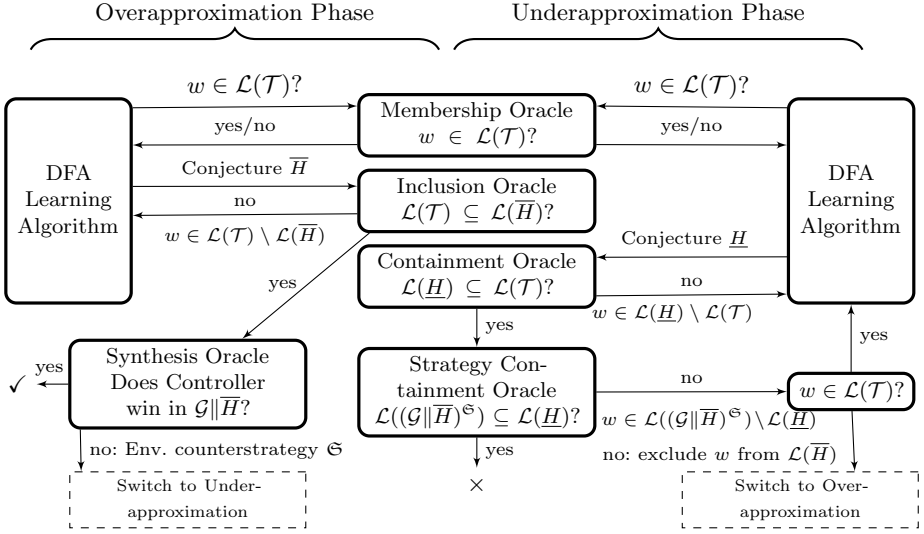 Overapproximation Phase
Underapproximation Phase
w ∈ ℒ(𝒯)?
w ∈ ℒ(𝒯)?
Membership Oracle
w ∈ ℒ(𝒯)?
yes/no
yes/no
DFA
Learning
Algorithm
DFA
Learning
Algorithm
Conjecture H̅
Inclusion Oracle
ℒ(𝒯) ⊆ ℒ(H̅)?
no
w ∈ ℒ(𝒯) \ ℒ(H̅)
Conjecture H̲
Containment Oracle
ℒ(H̲) ⊆ ℒ(𝒯)?
no
w ∈ ℒ(H̲) \ ℒ(𝒯)
yes
yes
yes
Synthesis Oracle
Does Controller
win in 𝒢∥H̅?
yes
✓
Strategy Con-
tainment Oracle
ℒ((𝒢∥H̅)^𝔖) ⊆ ℒ(H̲)?
no
w ∈ ℒ((𝒢∥H̅)^𝔖) \ ℒ(H̲)
w ∈ ℒ(𝒯)?
no: Env. counterstrategy 𝔖
yes
no: exclude w from ℒ(H̅)
Switch to Under-
approximation
×
Switch to Over-
approximation